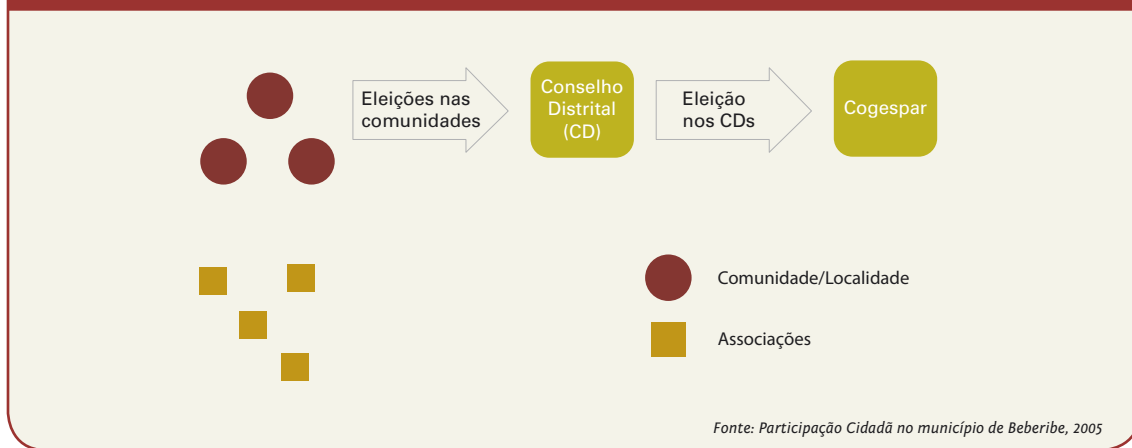 Eleições nas
comunidades
Conselho
Distrital
(CD)
Eleição
nos CDs
Cogespar
Comunidade/Localidade
Associações
Fonte: Participação Cidadã no município de Beberibe, 2005